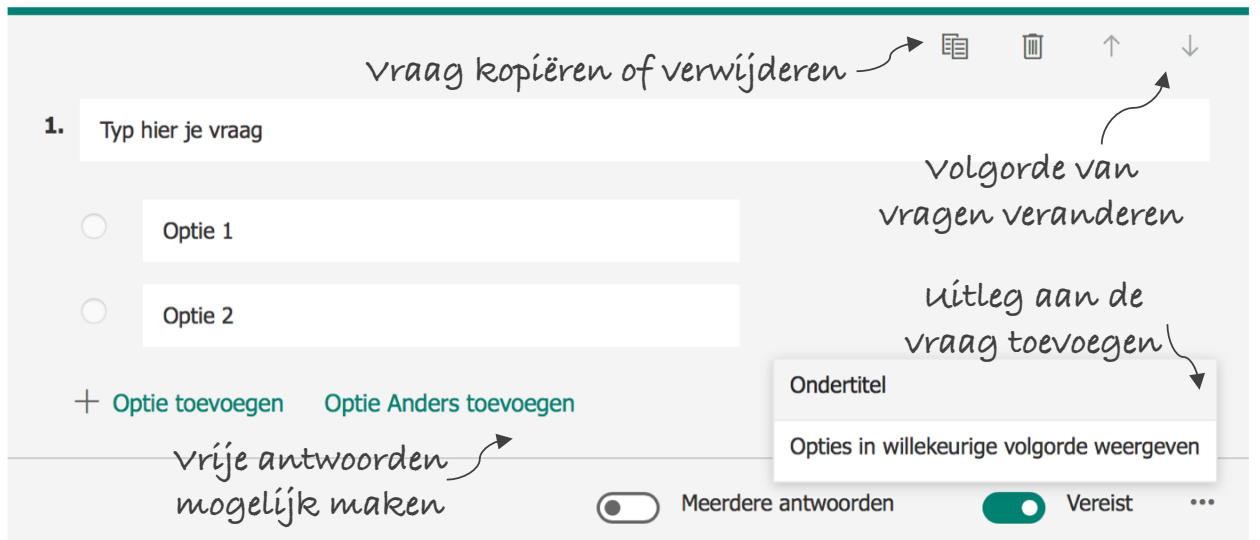 Vraag kopiëren of verwijderen
1. Typ hier je vraag
Volgorde van
vragen veranderen
Optie 1
Optie 2
Uitleg aan de
vraag toevoegen
Ondertitel
Optie toevoegen Optie Anders toevoegen
Opties in willekeurige volgorde weergeven
Vrije antwoorden
mogelijk maken
Meerdere antwoorden Vereist